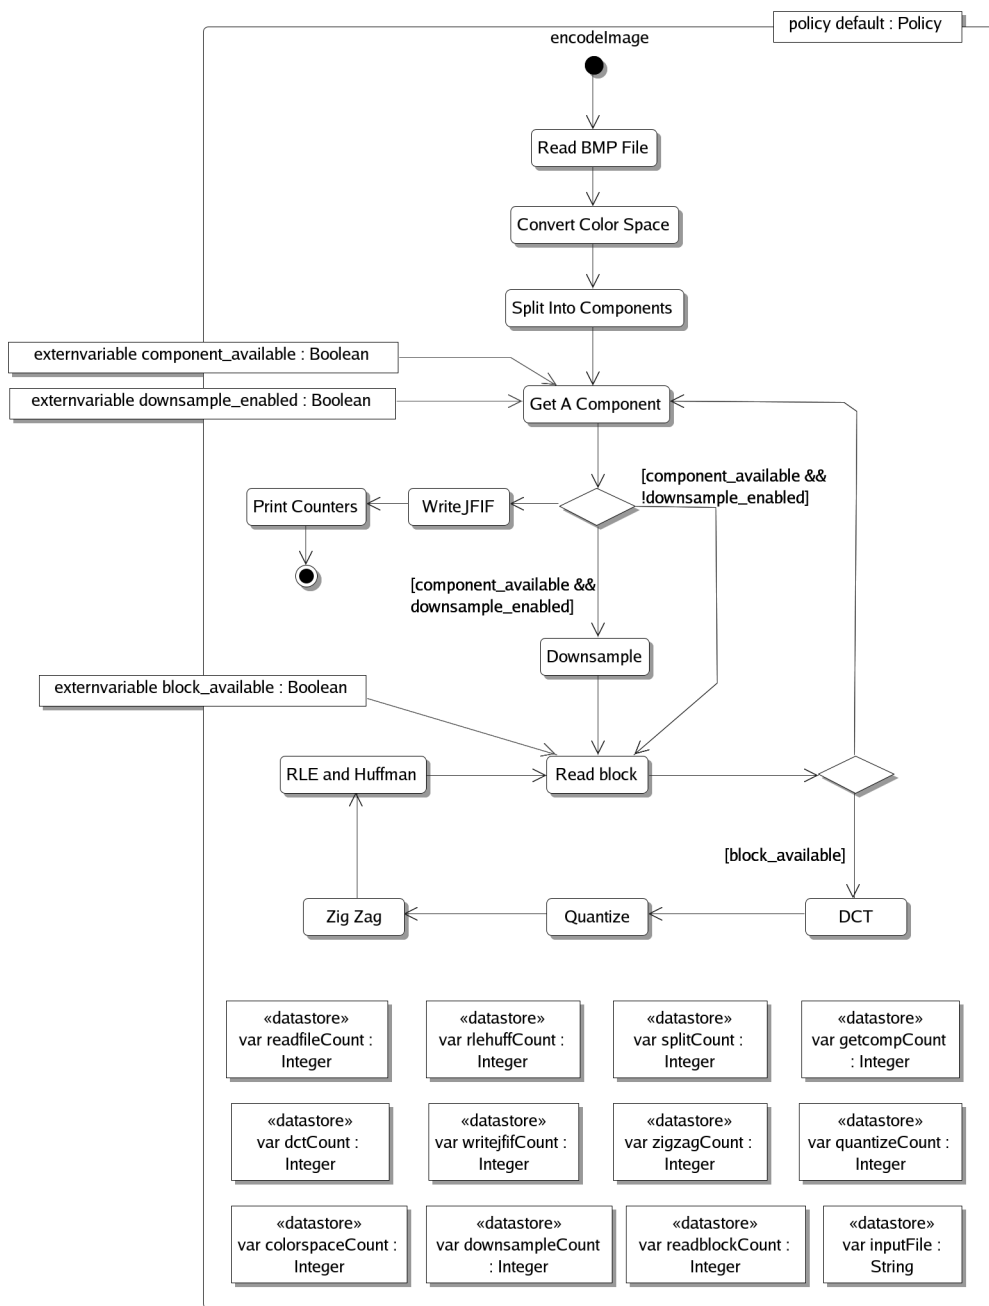 policy default : Policy
encodeImage
Read BMP File
Convert Color Space
Split Into Components
externvariable component_available : Boolean
externvariable downsample_enabled : Boolean
Get A Component
[component_available &&
!downsample_enabled]
Print Counters
WriteJFIF
[component_available &&
downsample_enabled]
Downsample
externvariable block_available : Boolean
RLE and Huffman
Read block
[block_available]
Zig Zag
Quantize
DCT
«datastore»
var readfileCount :
Integer
«datastore»
var rlehuffCount :
Integer
«datastore»
var splitCount :
Integer
«datastore»
var getcompCount
: Integer
«datastore»
var dctCount :
Integer
«datastore»
var writejfifCount :
Integer
«datastore»
var zigzagCount :
Integer
«datastore»
var quantizeCount :
Integer
«datastore»
var colorspaceCount :
Integer
«datastore»
var downsampleCount
: Integer
«datastore»
var readblockCount :
Integer
«datastore»
var inputFile :
String